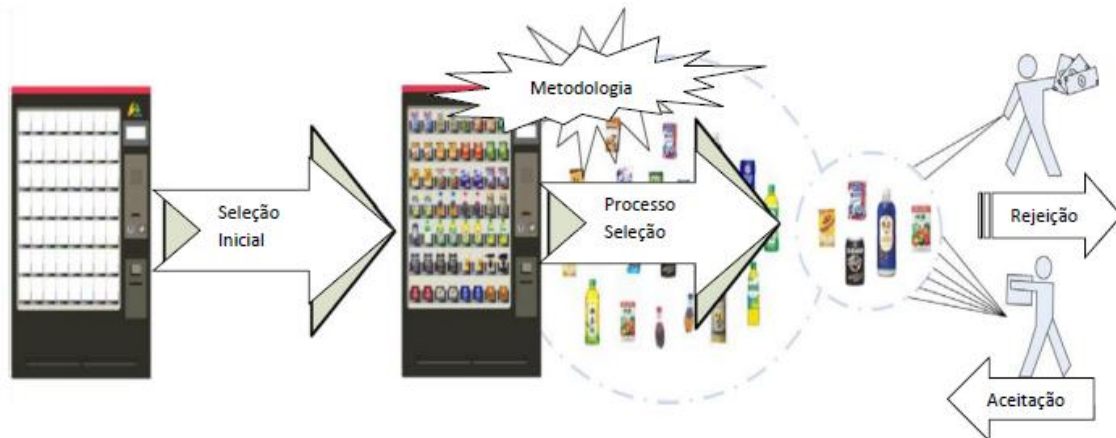 Metodologia
Seleção
Inicial
Processo
Seleção
Rejeição
Aceitação